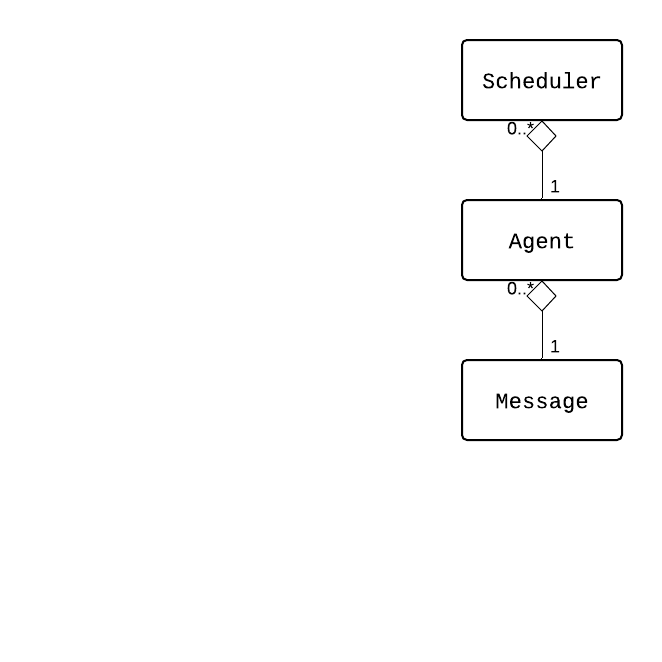 Scheduler
0..*
1
Agent
0..*
1
Message